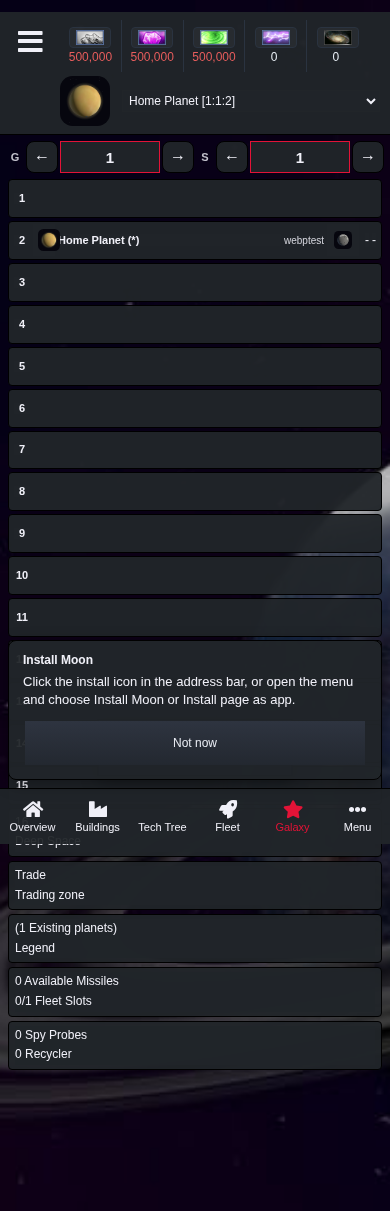 500,000 500,000 500,000 0 0
Home Planet [1:1:2]
G ← 1 → S ← 1 →
1
2 Home Planet (*) webptest - -
3
4
5
6
7
8
9
10
11
Install Moon
Click the install icon in the address bar, or open the menu
and choose Install Moon or Install page as app.
Not now
15
Overview Buildings Tech Tree Fleet Galaxy Menu
Deep Space
Trade
Trading zone
(1 Existing planets)
Legend
0 Available Missiles
0/1 Fleet Slots
0 Spy Probes
0 Recycler